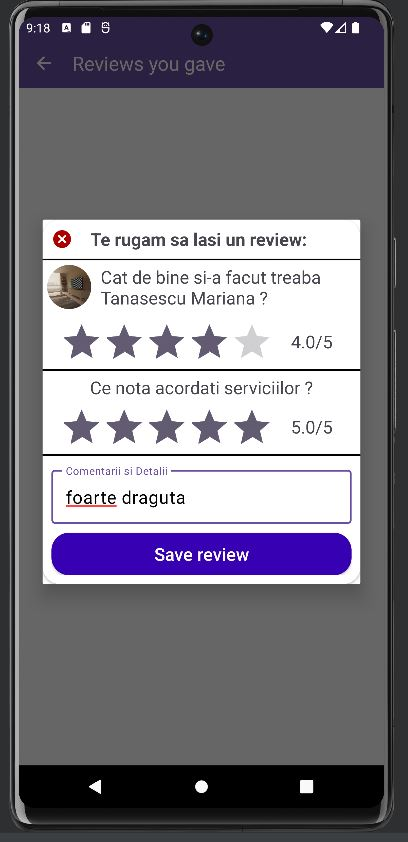 9:18
Reviews you gave
Te rugam sa lasi un review:
Cat de bine si-a facut treaba
Tanasescu Mariana ?
4.0/5
Ce nota acordati serviciilor ?
5.0/5
Comentarii si Detalii
foarte draguta
Save review